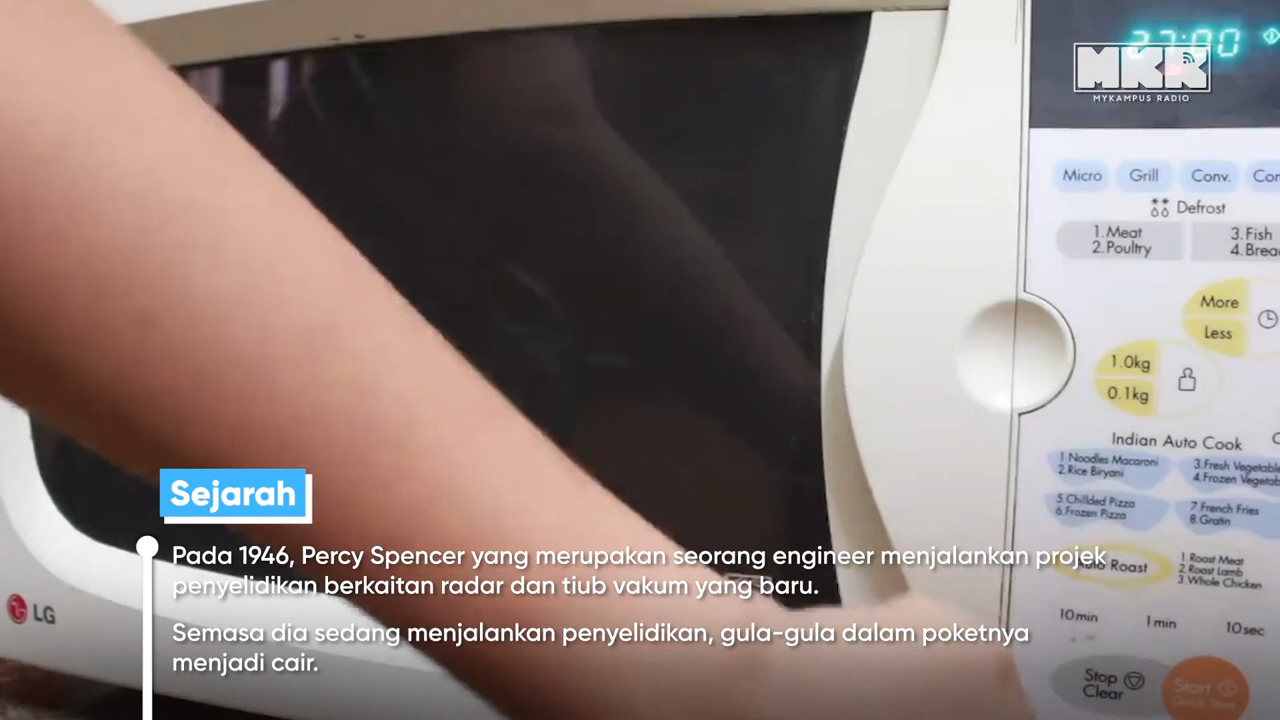 27:00
MKR
MYKAMPUS RADIO
Micro Grill Conv.
Defrost
1.Meat 3.Fish
2.Poultry
More
Less
1.0kg
0.1kg
Indian Auto Cook
1 Noodles Macaroni
2.Rice Biryani
3.Fresh
4.Frozen
5 Chillded Pizza
6.Frozen Pizza
7.French Fries
8.Gratin
Roast
1.Roast Meat
2.Roast Lamb
3.Whole Chicken
10min 1min 10sec
Stop
Clear
Start
LG
Sejarah
Pada 1946, Percy Spencer yang merupakan seorang engineer menjalankan projek
penyelidikan berkaitan radar dan tiub vakum yang baru.
Semasa dia sedang menjalankan penyelidikan, gula-gula dalam poketnya
menjadi cair.